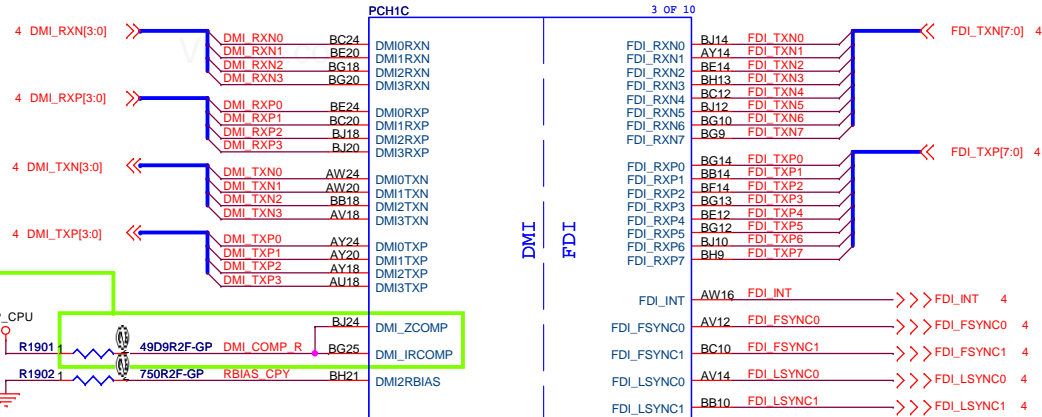 PCH1C 3 OF 10
4 DMI_RXN[3:0]
DMI_RXN0 BC24 DMI0RXN
DMI_RXN1 BE20 DMI1RXN
DMI_RXN2 BG18 DMI2RXN
DMI_RXN3 BG20 DMI3RXN
4 DMI_RXP[3:0]
DMI_RXP0 BE24 DMI0RXP
DMI_RXP1 BC20 DMI1RXP
DMI_RXP2 BJ18 DMI2RXP
DMI_RXP3 BJ20 DMI3RXP
4 DMI_TXN[3:0]
DMI_TXN0 AW24 DMI0TXN
DMI_TXN1 AW20 DMI1TXN
DMI_TXN2 BB18 DMI2TXN
DMI_TXN3 AV18 DMI3TXN
4 DMI_TXP[3:0]
DMI_TXP0 AY24 DMI0TXP
DMI_TXP1 AY20 DMI1TXP
DMI_TXP2 AY18 DMI2TXP
DMI_TXP3 AU18 DMI3TXP
P_CPU
BJ24 DMI_ZCOMP
R1901 1 2 49D9R2F-GP DMI_COMP_R BG25 DMI_IRCOMP
R1902 1 2 750R2F-GP RBIAS_CPY BH21 DMI2RBIAS
DMI
FDI
FDI_RXN0 BJ14 FDI_TXN0 FDI_TXN[7:0] 4
FDI_RXN1 AY14 FDI_TXN1
FDI_RXN2 BE14 FDI_TXN2
FDI_RXN3 BH13 FDI_TXN3
FDI_RXN4 BC12 FDI_TXN4
FDI_RXN5 BJ12 FDI_TXN5
FDI_RXN6 BG10 FDI_TXN6
FDI_RXN7 BG9 FDI_TXN7
FDI_TXP[7:0] 4
FDI_RXP0 BG14 FDI_TXP0
FDI_RXP1 BB14 FDI_TXP1
FDI_RXP2 BF14 FDI_TXP2
FDI_RXP3 BG13 FDI_TXP3
FDI_RXP4 BE12 FDI_TXP4
FDI_RXP5 BG12 FDI_TXP5
FDI_RXP6 BJ10 FDI_TXP6
FDI_RXP7 BH9 FDI_TXP7
FDI_INT AW16 FDI_INT FDI_INT 4
FDI_FSYNC0 AV12 FDI_FSYNC0 FDI_FSYNC0 4
FDI_FSYNC1 BC10 FDI_FSYNC1 FDI_FSYNC1 4
FDI_LSYNC0 AV14 FDI_LSYNC0 FDI_LSYNC0 4
FDI_LSYNC1 BB10 FDI_LSYNC1 FDI_LSYNC1 4